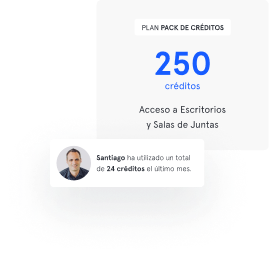 PLAN PACK DE CRÉDITOS
250
créditos
Acceso a Escritorios
y Salas de Juntas
Santiago ha utilizado un total
de 24 créditos el último mes.